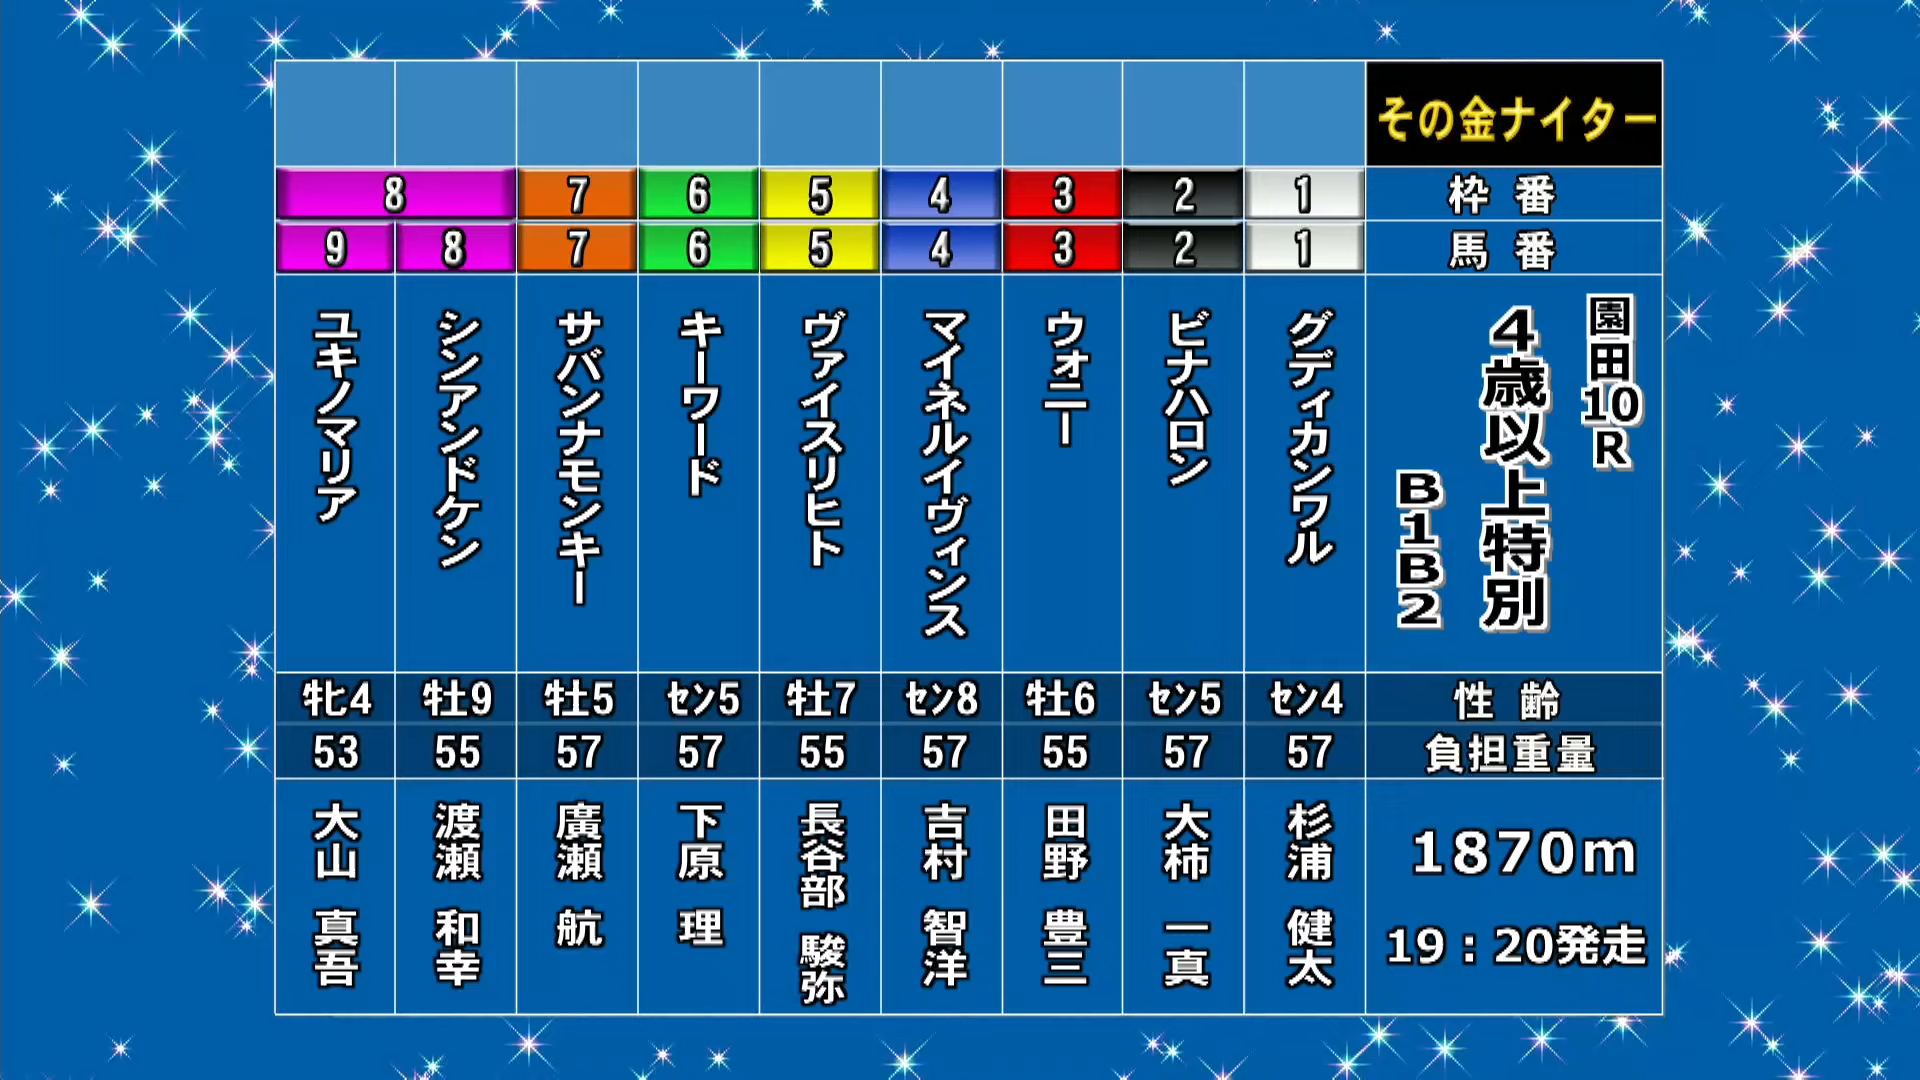 その金ナイター
枠番 1 2 3 4 5 6 7 8
馬番 1 2 3 4 5 6 7 8 9
園田10R
4歳以上特別
B1B2
グディカンワル
ビナハロン
ウォニー
マイネルイヴィンス
ヴァイスリヒト
キーワード
サバンナモンキー
シンアンドケン
ユキノマリア
性齢 セン4 セン5 牡6 セン8 牡7 セン5 牡5 牡9 牝4
負担重量 57 57 55 57 55 57 57 55 53
1870m
19:20発走
杉浦 健太
大柿 一真
田野 豊三
吉村 智洋
長谷部 駿弥
下原 理
廣瀬 航
渡瀬 和幸
大山 真吾